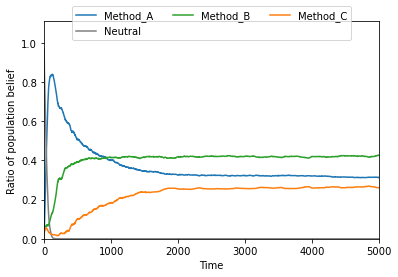 Method_A Method_B Method_C
Neutral
1.0
0.8
0.6
0.4
0.2
0.0
Ratio of population belief
0 1000 2000 3000 4000 5000
Time